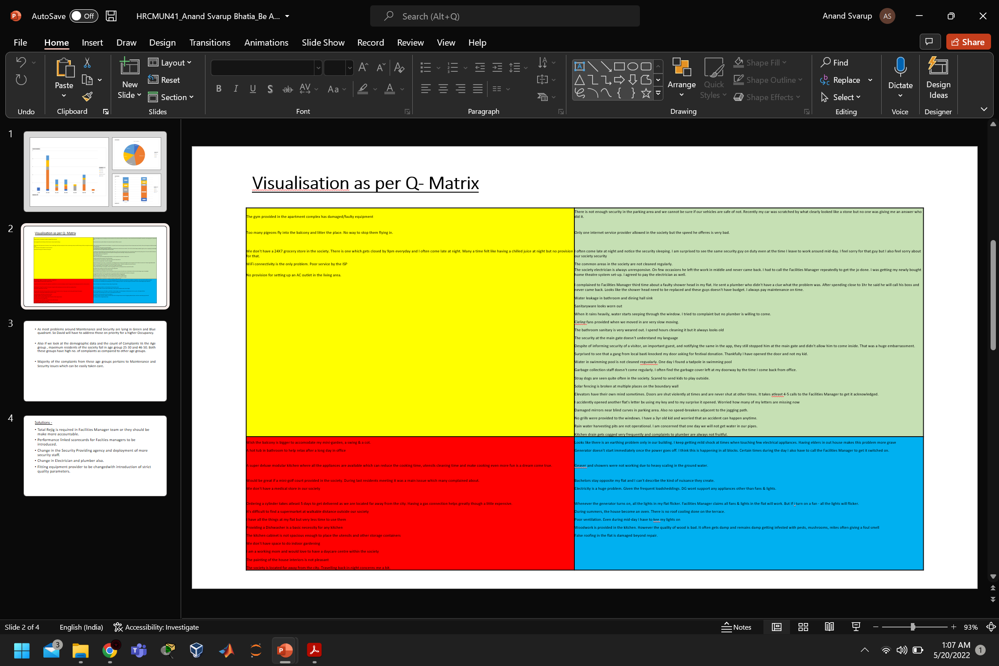 AutoSave Off HRCMUN41_Anand Svarup Bhatia_Be A... Search (Alt+Q) Anand Svarup AS
File Home Insert Draw Design Transitions Animations Slide Show Record Review View Help Share
Paste
New
Slide
Layout
Reset
Section
Arrange
Quick
Styles
Shape Fill
Shape Outline
Shape Effects
Find
Replace
Select
Dictate
Design
Ideas
Undo Clipboard Slides Font Paragraph Drawing Editing Voice Designer
1
2
Visualisation as per Q- Matrix
3
• As most problems around Maintenance and Security are lying in Green and Blue
quadrant. So David will have to address those on priority for a higher Occupancy.
• Also if we look at the demographic data and the count of Complaints Vs the Age
group , maximum residents of the society fall in age group 25-30 and 46-50. Both
these groups have high no. of complaints as compared to other age groups.
• Majority of the complaints from these age groups pertains to Maintenance and
Security issues which can be easily taken care.
4
Solutions -
• Total Rejig is required in Facilities Manager team or they should be
make more accountable.
• Performance linked scorecards for Facities managers to be
introduced.
• Change in the Security Providing agency and deployment of more
security staff.
• Change in Electrician and plumber also.
• Fitting equipment provider to be changedwith introduction of strict
quality parameters.
Visualisation as per Q- Matrix
The gym provided in the apartment complex has damaged/faulty equipment
Too many pigeons fly into the balcony and litter the place. No way to stop them flying in.
We don't have a 24X7 grocery store in the society. There is one which gets closed by 9pm everyday and I often come late at night. Many a time felt like having a chilled juice at night but no provision
for that.
WiFi connectivity is the only problem. Poor service by the ISP
No provision for setting up an AC outlet in the living area.
There is not enough security in the parking area and we cannot be sure if our vehicles are safe of not. Recently my car was scratched by what clearly looked like a stone but no one was giving me an answer who
did it.
Only one internet service provider allowed in the society but the speed he offeres is very bad.
I often come late at night and notice the security sleeping. I am surprised to see the same security guy on duty even at the time I leave to work around mid-day. I feel sorry for that guy but I also feel sorry about
our society security
The common areas in the society are not cleaned regularly.
The society electrician is always unresponsive. On few occasions he left the work in middle and never came back. I had to call the Facilities Manager repeatedly to get the jo done. I was getting my newly bought
home theatre system set-up. I agreed to pay the electrician as well.
I complained to Facilities Manager third time about a faulty shower head in my flat. He sent a plumber who didn't have a clue what the problem was. After spending close to 1hr he said he will call his boss and
never came back. Looks like the shower head need to be replaced and these guys doesn't have budget. I always pay maintenance on time.
Water leakage in bathroom and dining hall sink
Sanitaryware looks worn out
When it rains heavily, water starts seeping through the window. I tried to complaint but no plumber is willing to come.
Cieling fans provided when we moved in are very slow moving.
The bathroom sanitary is very weared out. I spend hours cleaning it but it always looks old
The security at the main gate doesn't understand my language
Despite of informing security of a visitor, an important guest, and notifying the same in the app, they still stopped him at the main gate and didn't allow him to come inside. That was a huge embarrassment.
Surprised to see that a gang from local basti knocked my door asking for festival donation. Thankfully I have opened the door and not my kid.
Water in swimming pool is not cleaned regualarly. One day I found a tadpole in swimming pool
Garbage collection staff doesn't come regularly. I often find the garbage cover left at my doorway by the time I come back from office.
Stray dogs are seen quite often in the society. Scared to send kids to play outside.
Solar fencing is broken at multiple places on the boundary wall
Elevators have their own mind sometimes. Doors are shut violently at times and are never shut at other times. It takes atleast 4-5 calls to the Facilities Manager to get it acknowledged.
I accidently opened another flat's letter bx using my key and to my surprise it opened. Worried how many of my letters are missing now
Damaged mirrors near blind curves in parking area. Also no speed-breakers adjacent to the jogging path.
No grills were provided to the windows. I have a 3yr old kid and worried that an accident can happen anytime.
Rain water harvesting pits are not operational. I am concerned that one day we will not get water in our pipes.
Kitchen drain gets cogged very frequently and complaints to plumber are always not fruitful.
Wish the balcony is bigger to accomodate my mini-garden, a swing & a cot.
A hot tub in bathroom to help relax after a long day in office
A super deluxe modular kitchen where all the appliances are available which can reduce the cooking time, utensils cleaning time and make cooking even more fun is a dream come true.
Would be great if a mini-golf court provided in the society. During last residents meeting it was a main isssue which many complained about.
We don't have a medical store in our society
Ordering a cylinder takes atleast 5 days to get delivered as we are located far away from the city. Having a gas connection helps greatly though a little expensive.
It's difficult to find a supermarket at walkable distance outside our society
I have all the things at my flat but very less time to use them
Providing a Dishwasher is a basic necessity for any kitchen
The kitchen cabinet is not spacious enough to place the utensils and other storage containers
We don't have space to do indoor gardening
I am a working mom and would love to have a daycare centre within the society
The painting of the house interiors is not pleasant
The society is located far away from the city. Travelling back in night concerns me a bit.
Looks like there is an earthing problem only in our building. I keep getting mild shock at times when touching few electrical appliances. Having elders in out house makes this problem more grave
Generator doesn't start immediately once the power goes off. I think this is happening in all blocks. Certain times during the day I also have to call the Facilities Manager to get it switched on.
Geaser and showers were not working due to heavy scaling in the ground water.
Bachelors stay opposite my flat and I can't describe the kind of nuisance they create.
Electricity is a huge problem. Given the frequent loadsheddings. DG wont support any appliances other than fans & lights.
Whenever the generator turns on, all the lights in my flat flicker. Facilities Manager claims all fans & lights in the flat will work. But If i turn on a fan - all the lights will flicker.
During summers, the house become an oven. There is no roof cooling done on the terrace.
Poor ventilation. Even during mid-day I have to kee my lights on
Woodwork is provided in the kitchen. However the quality of wood is bad. It often gets damp and remains damp getting infested with pests, mushrooms, mites often giving a foul smell
False roofing in the flat is damaged beyond repair.
Slide 2 of 4 English (India) Accessibility: Investigate Notes 93%
3
1:07 AM
5/20/2022
1